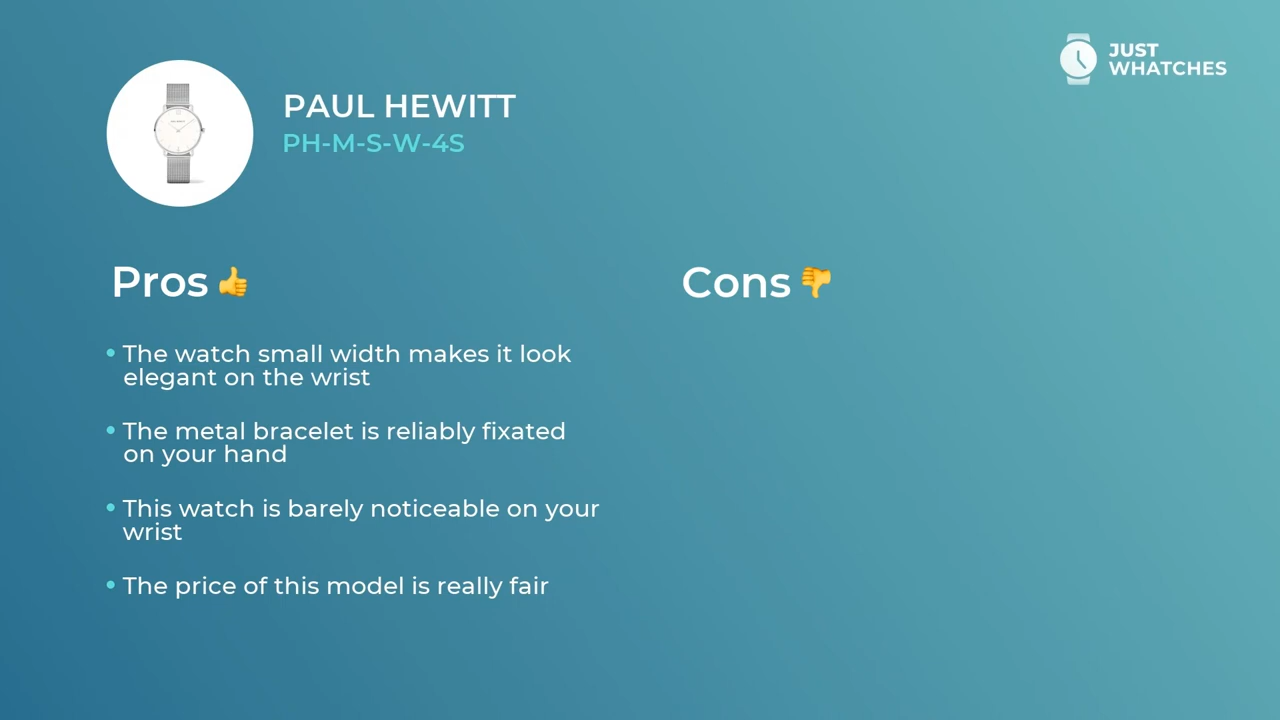 JUST
WHATCHES
PAUL HEWITT
PH-M-S-W-4S
Pros 👍
The watch small width makes it look
elegant on the wrist
The metal bracelet is reliably fixated
on your hand
This watch is barely noticeable on your
wrist
The price of this model is really fair
Cons 👎